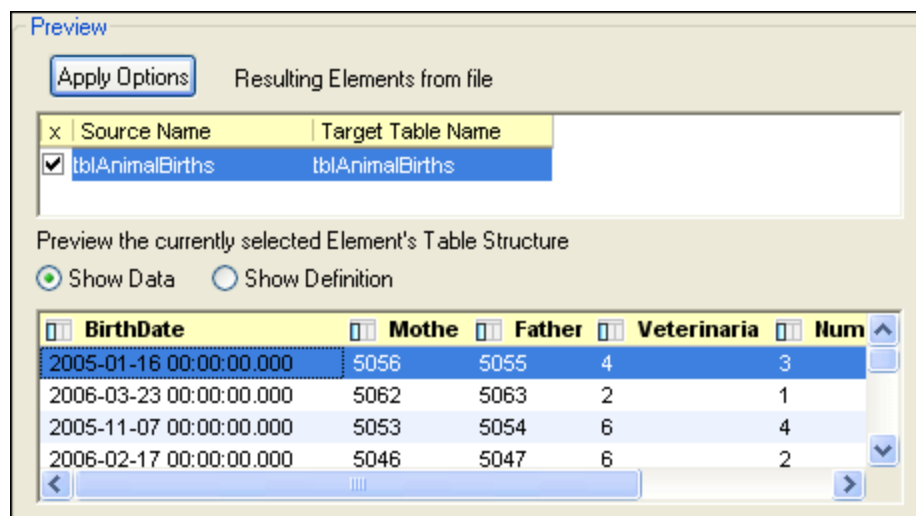 Preview
Apply Options Resulting Elements from file
x Source Name Target Table Name
tblAnimalBirths tblAnimalBirths
Preview the currently selected Element's Table Structure
Show Data Show Definition
BirthDate Mothe Father Veterinaria Num
2005-01-16 00:00:00.000 5056 5055 4 3
2006-03-23 00:00:00.000 5062 5063 2 1
2005-11-07 00:00:00.000 5053 5054 6 4
2006-02-17 00:00:00.000 5046 5047 6 2